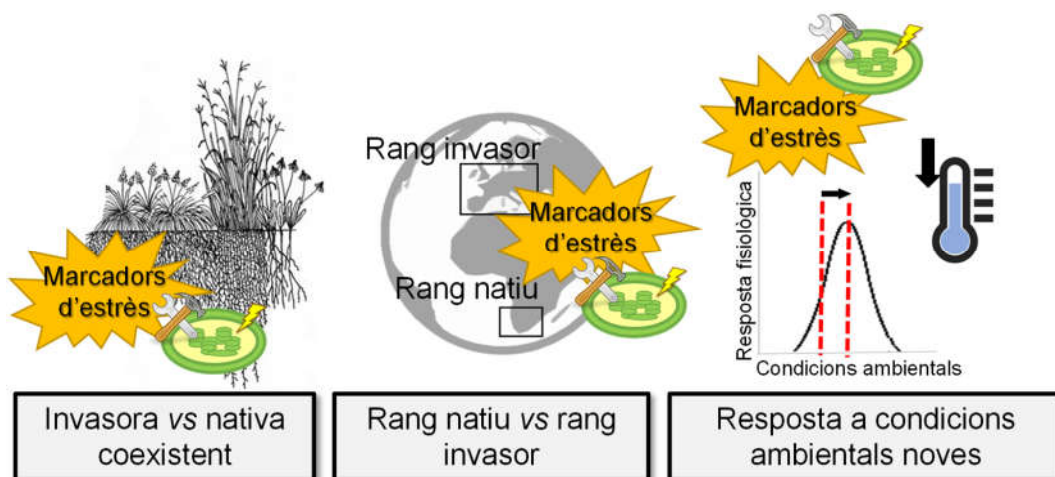 Marcadors
d'estrès
Invasora vs nativa
coexistent
Rang invasor
Marcadors
d'estrès
Rang natiu
Rang natiu vs rang
invasor
Marcadors
d'estrès
Resposta fisiològica
Condicions ambientals
Resposta a condicions
ambientals noves